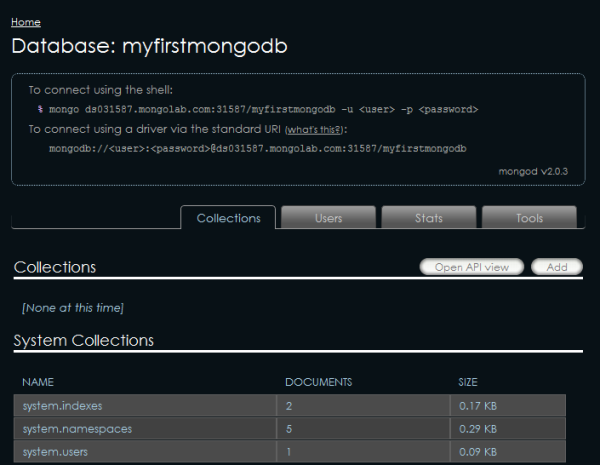 Home
Database: myfirstmongodb
To connect using the shell:
% mongo ds031587.mongolab.com:31587/myfirstmongodb -u <user> -p <password>
To connect using a driver via the standard URI (what's this?):
mongodb://<user>:<password>@ds031587.mongolab.com:31587/myfirstmongodb
mongod v2.0.3
Collections Users Stats Tools
Collections Open API view Add
[None at this time]
System Collections
NAME DOCUMENTS SIZE
system.indexes 2 0.17 KB
system.namespaces 5 0.29 KB
system.users 1 0.09 KB